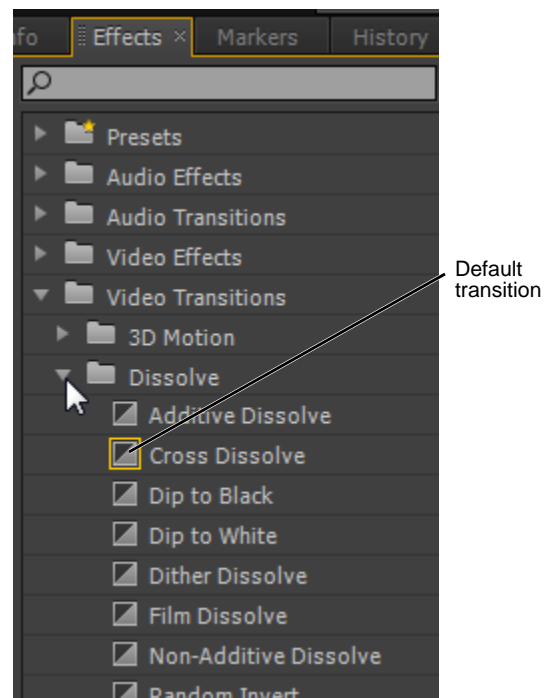 fo Effects × Markers History
Presets
Audio Effects
Audio Transitions
Video Effects
Default
transition
Video Transitions
3D Motion
Dissolve
Additive Dissolve
Cross Dissolve
Dip to Black
Dip to White
Dither Dissolve
Film Dissolve
Non-Additive Dissolve
Random Invert